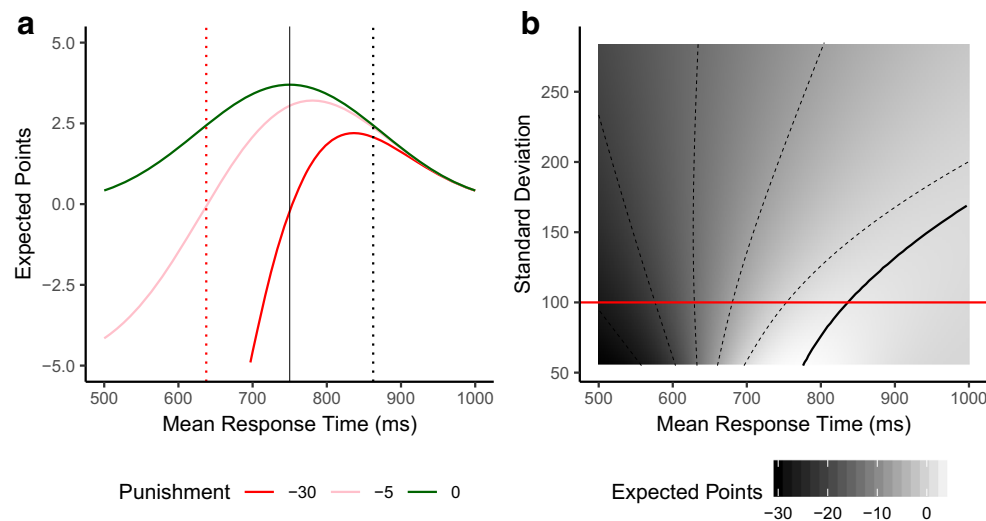 a
5.0
2.5
0.0
−2.5
−5.0
Expected Points
500 600 700 800 900 1000
Mean Response Time (ms)
Punishment −30 −5 0
b
250
200
150
100
50
Standard Deviation
500 600 700 800 900 1000
Mean Response Time (ms)
Expected Points
−30 −20 −10 0